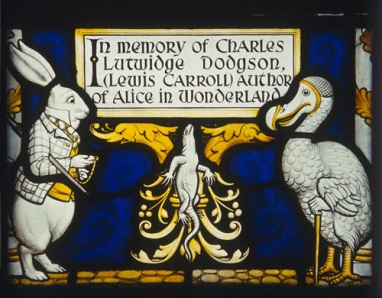 In memory of Charles
Lutwidge Dodgson,
(Lewis Carroll) Author
of Alice in Wonderland